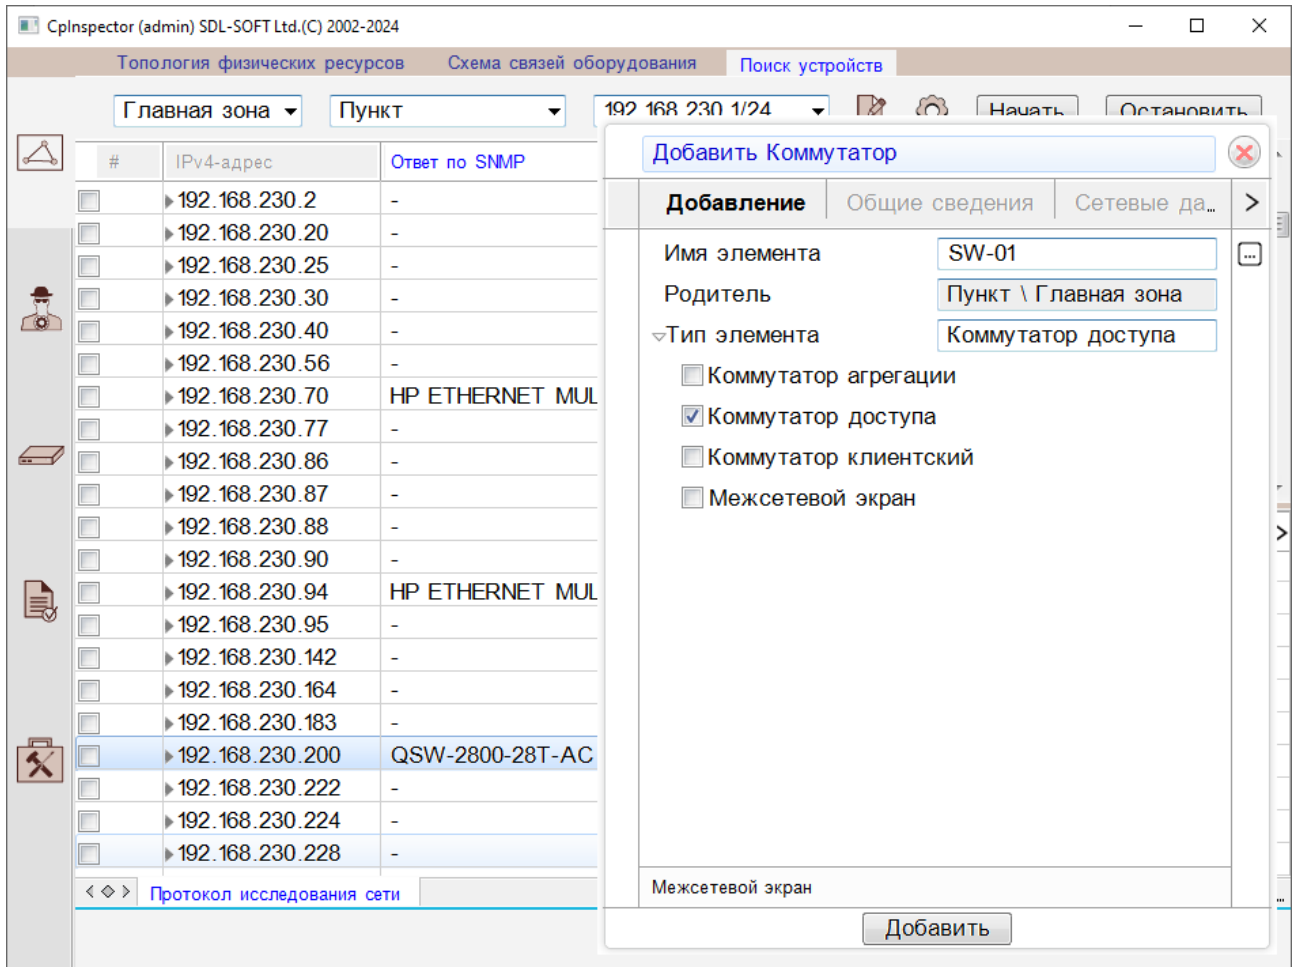 CpInspector (admin) SDL-SOFT Ltd.(C) 2002-2024
Топология физических ресурсов Схема связей оборудования Поиск устройств
Главная зона Пункт 192.168.230.1/24 Начать Остановить
# IPv4-адрес Ответ по SNMP
192.168.230.2 -
192.168.230.20 -
192.168.230.25 -
192.168.230.30 -
192.168.230.40 -
192.168.230.56 -
192.168.230.70 HP ETHERNET MUL
192.168.230.77 -
192.168.230.86 -
192.168.230.87 -
192.168.230.88 -
192.168.230.90 -
192.168.230.94 HP ETHERNET MUL
192.168.230.95 -
192.168.230.142 -
192.168.230.164 -
192.168.230.183 -
192.168.230.200 QSW-2800-28T-AC
192.168.230.222 -
192.168.230.224 -
192.168.230.228 -
Протокол исследования сети
Добавить Коммутатор
Добавление Общие сведения Сетевые да...
Имя элемента SW-01
Родитель Пункт \ Главная зона
Тип элемента Коммутатор доступа
Коммутатор агрегации
Коммутатор доступа
Коммутатор клиентский
Межсетевой экран
Межсетевой экран
Добавить